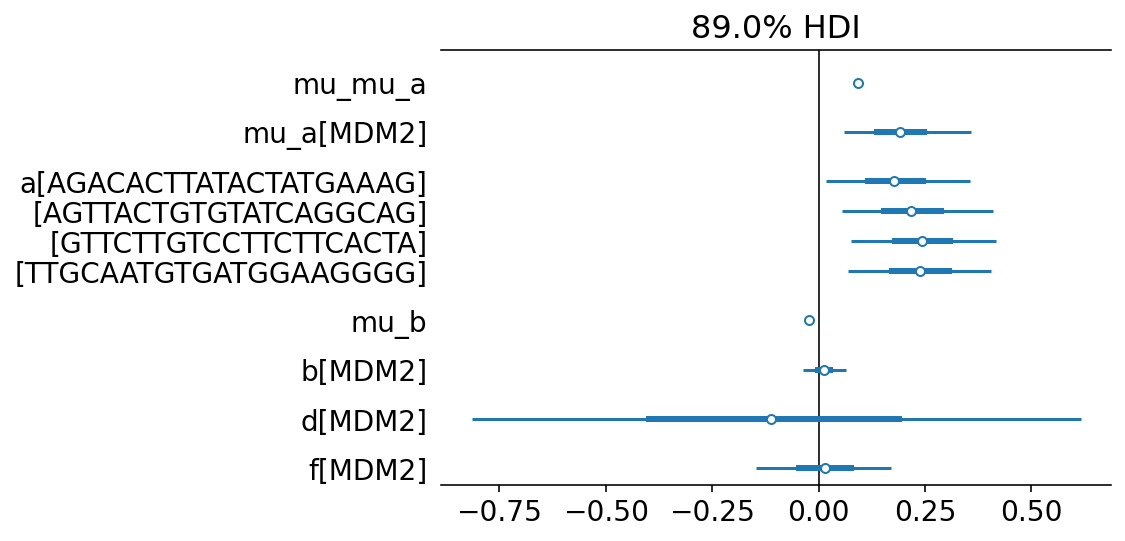 89.0% HDI
mu_mu_a
mu_a[MDM2]
a[AGACACTTATACTATGAAAG]
[AGTTACTGTGTATCAGGCAG]
[GTTCTTGTCCTTCTTCACTA]
[TTGCAATGTGATGGAAGGGG]
mu_b
b[MDM2]
d[MDM2]
f[MDM2]
−0.75 −0.50 −0.25 0.00 0.25 0.50